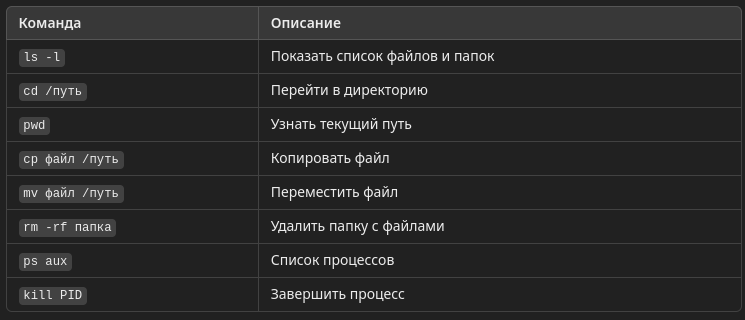 Команда Описание
ls -l Показать список файлов и папок
cd /путь Перейти в директорию
pwd Узнать текущий путь
cp файл /путь Копировать файл
mv файл /путь Переместить файл
rm -rf папка Удалить папку с файлами
ps aux Список процессов
kill PID Завершить процесс